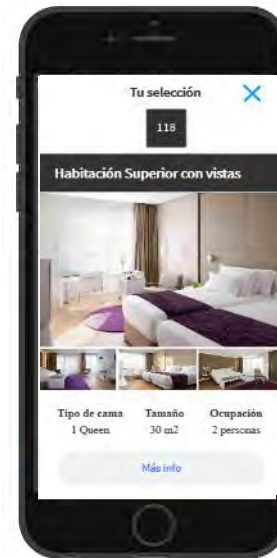 Tu selección
118
Habitación Superior con vistas
Tipo de cama Tamaño Ocupación
1 Queen 30 m2 2 personas
Más info